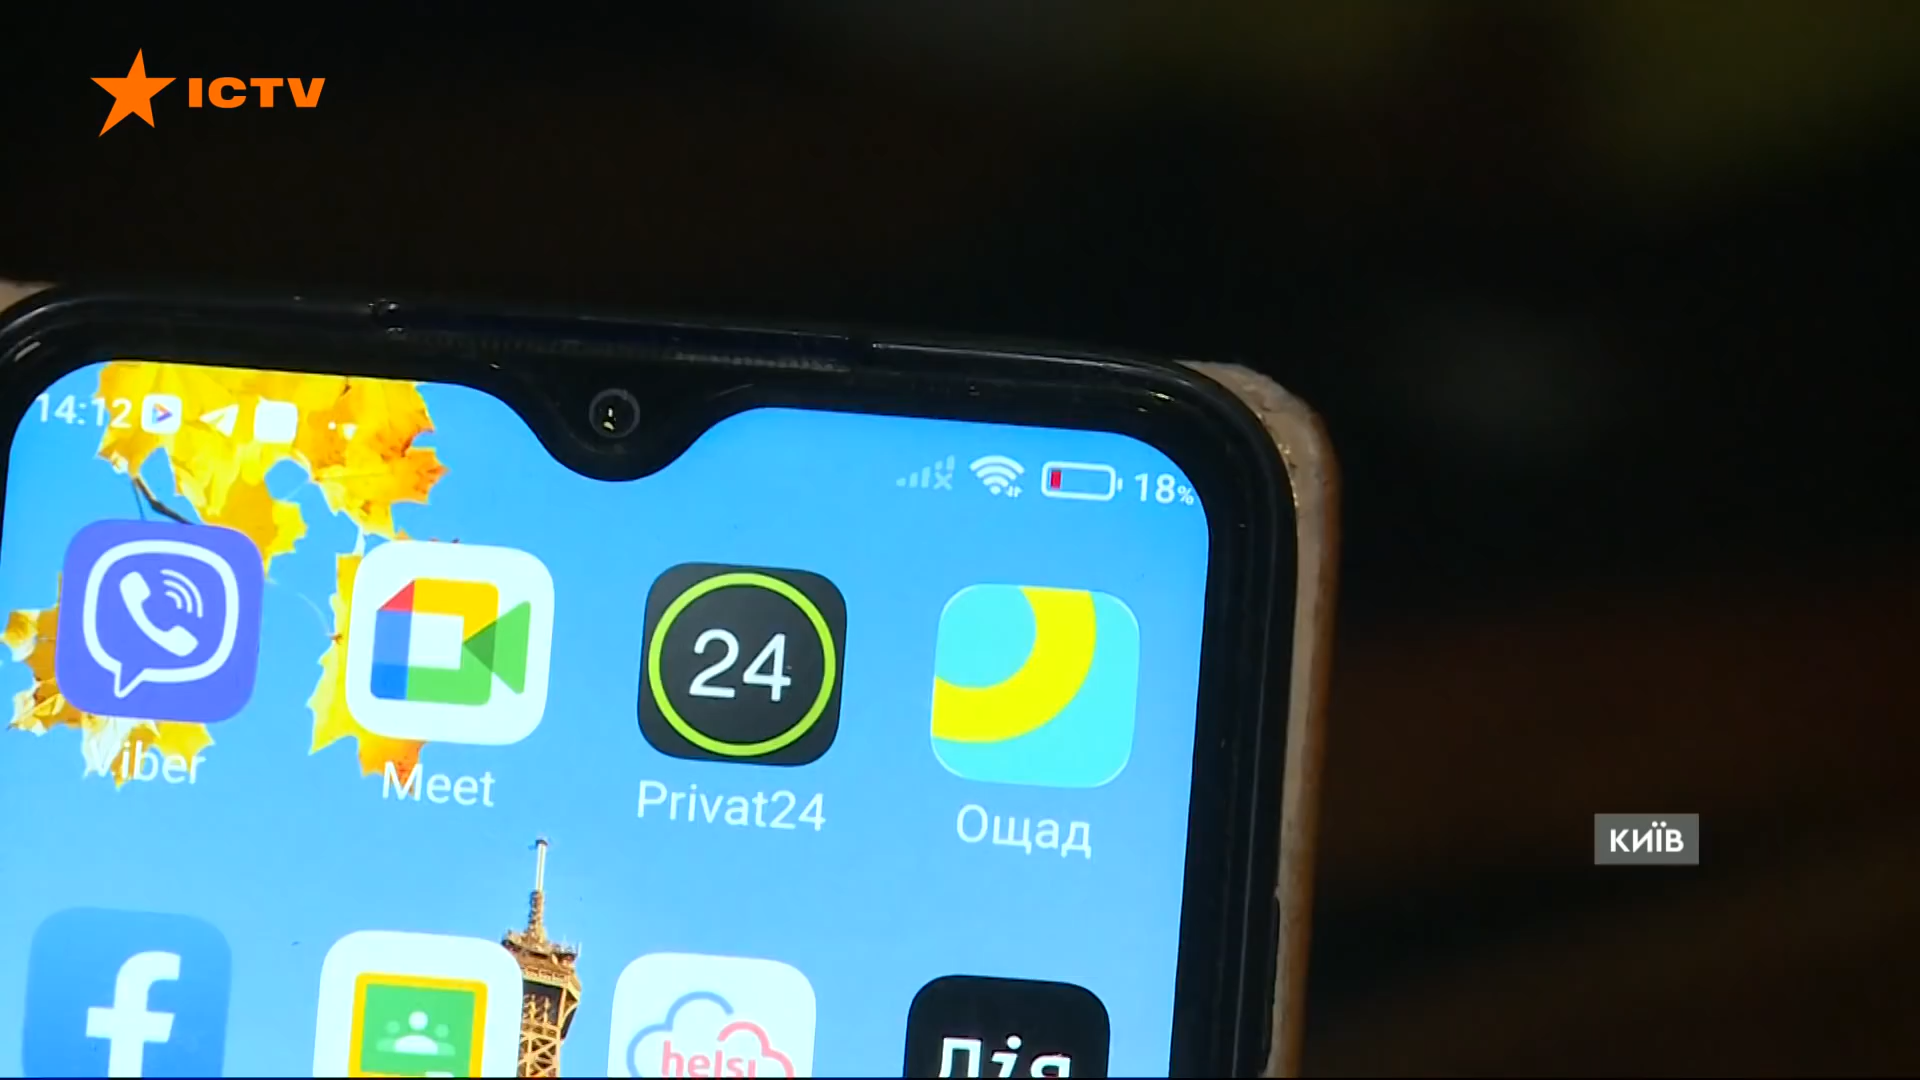 ICTV
14:12
18%
24
Viber
Meet
Privat24
Ощад
КИЇВ
helsi
Дія